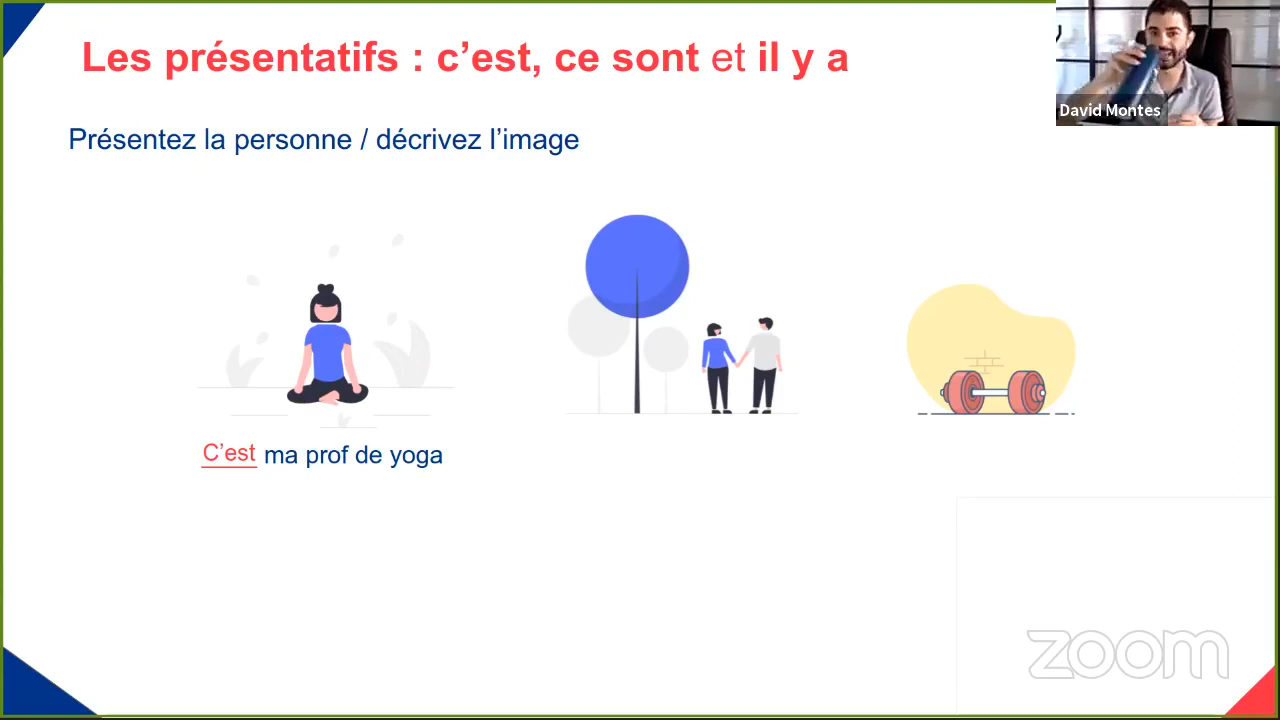 Les présentatifs : c’est, ce sont et il y a
David Montes
Présentez la personne / décrivez l’image
C’est ma prof de yoga
zoom